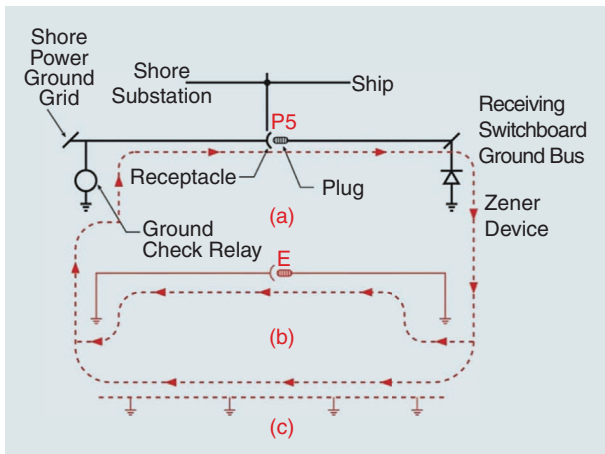 Shore
Power
Ground
Grid
Shore
Substation
Ship
P5
Receiving
Switchboard
Ground Bus
Receptacle
Plug
(a)
Zener
Device
Ground
Check Relay
E
(b)
(c)